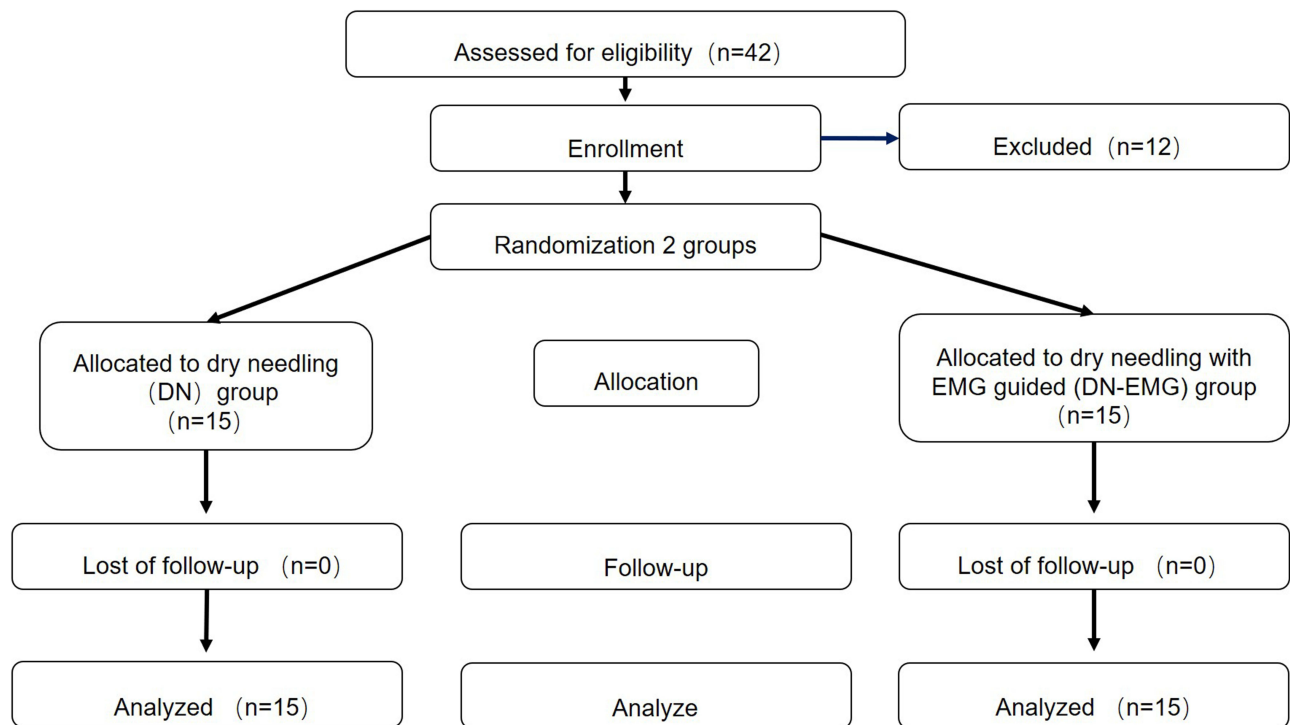 Assessed for eligibility（n=42）
Enrollment
Excluded（n=12）
Randomization 2 groups
Allocated to dry needling
（DN）group
（n=15）
Allocation
Allocated to dry needling with
EMG guided (DN-EMG) group
（n=15）
Lost of follow-up （n=0）
Follow-up
Lost of follow-up （n=0）
Analyzed （n=15）
Analyze
Analyzed （n=15）